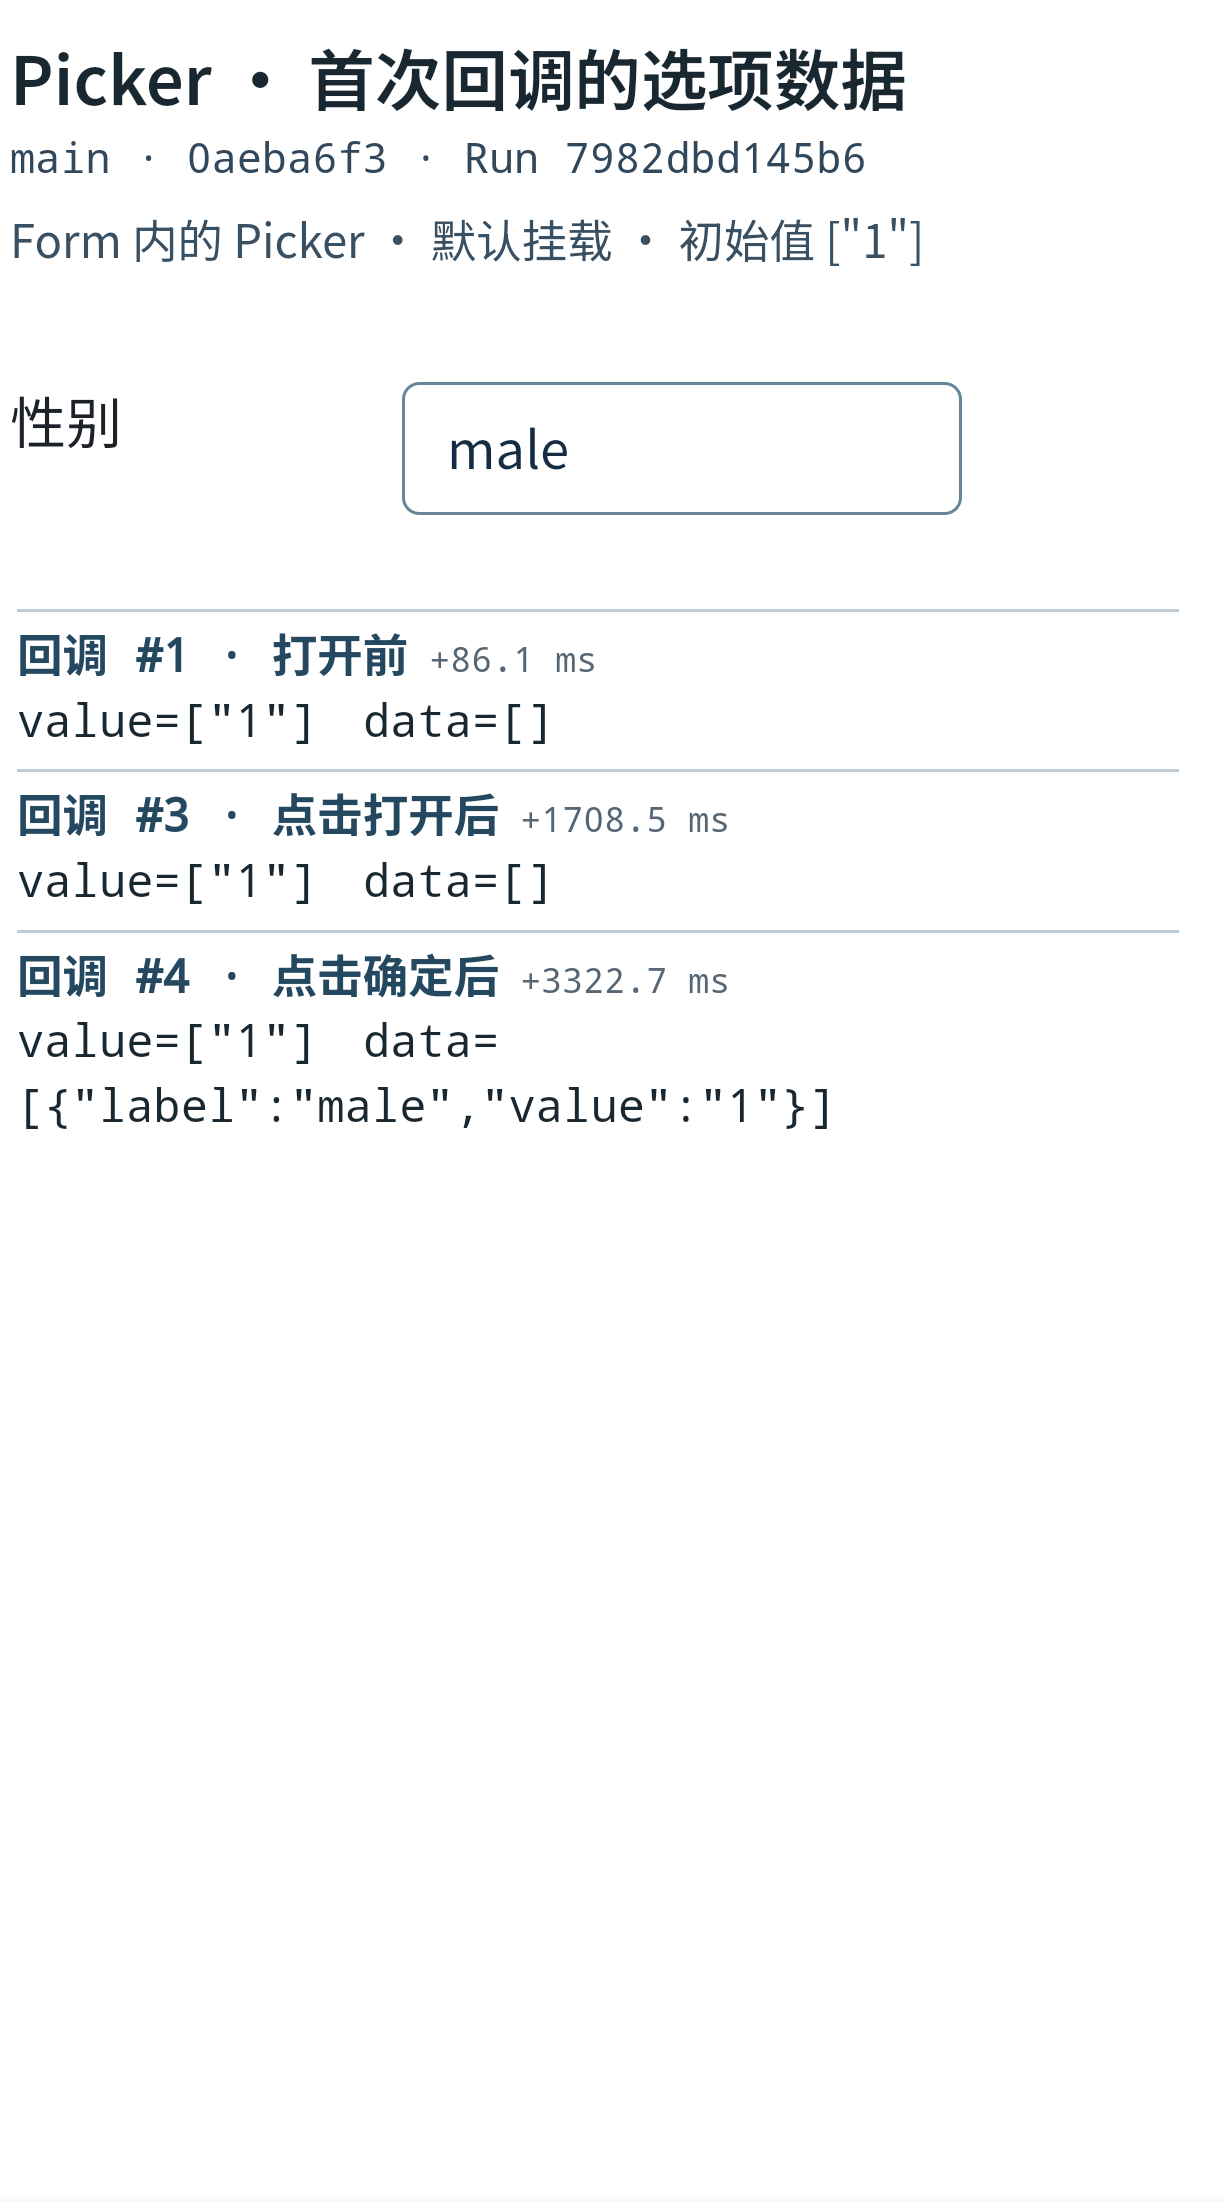 Picker · 首次回调的选项数据
main · 0aeba6f3 · Run 7982dbd145b6
Form 内的 Picker · 默认挂载 · 初始值 ["1"]
性别
male
回调 #1 · 打开前 +86.1 ms
value=["1"] data=[]
回调 #3 · 点击打开后 +1708.5 ms
value=["1"] data=[]
回调 #4 · 点击确定后 +3322.7 ms
value=["1"] data=
[{"label":"male","value":"1"}]